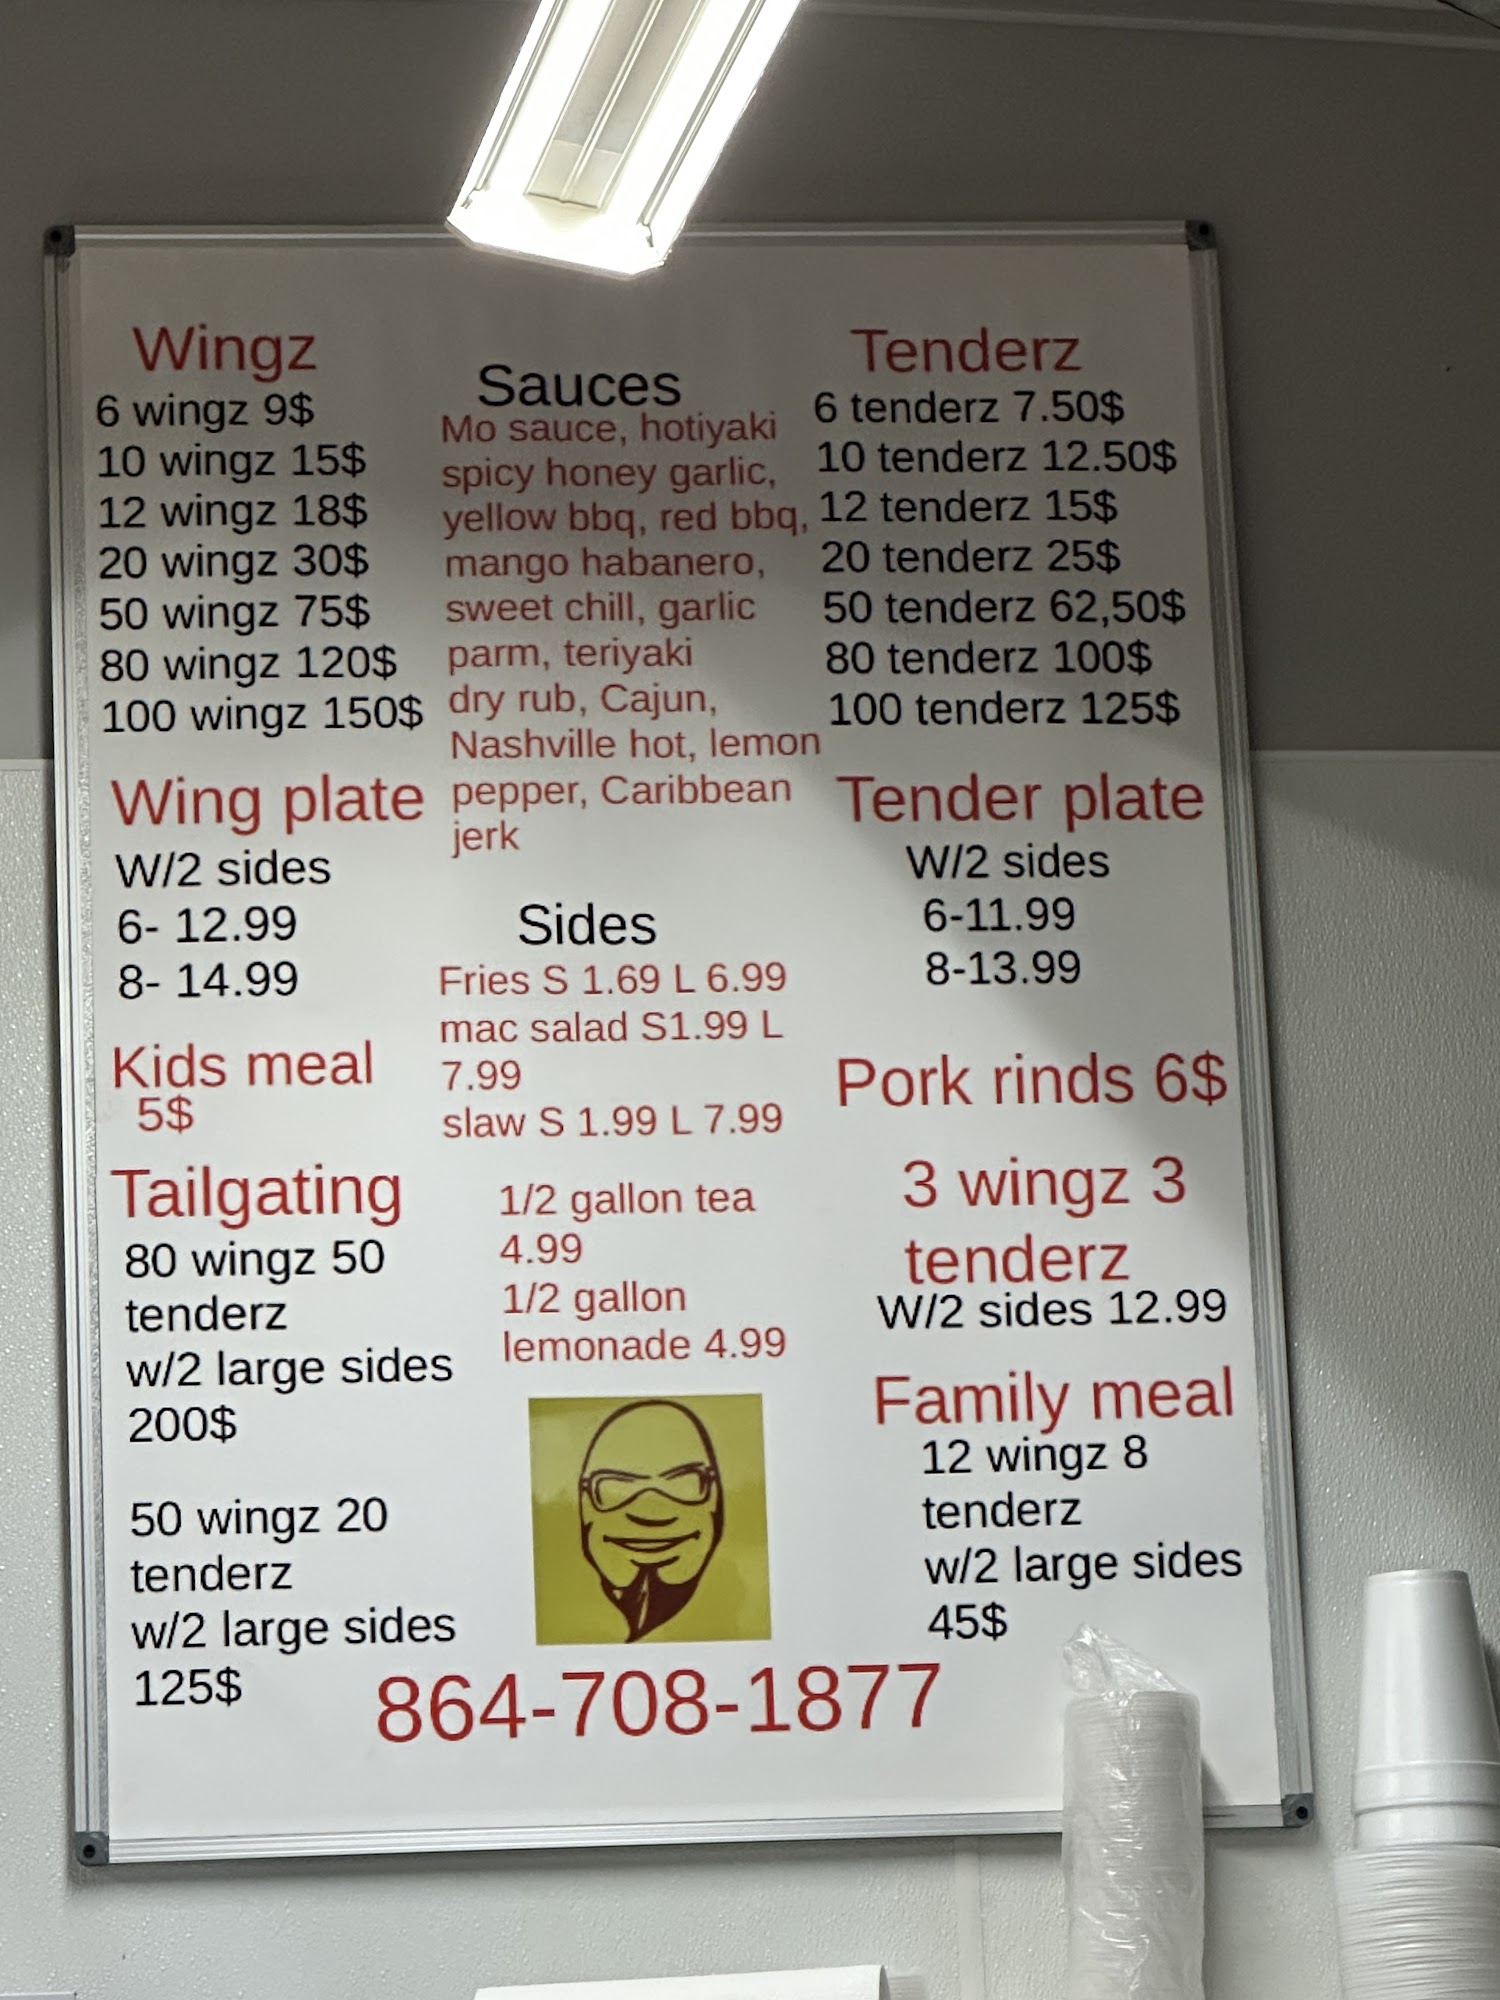 Wingz
6 wingz 9$
10 wingz 15$
12 wingz 18$
20 wingz 30$
50 wingz 75$
80 wingz 120$
100 wingz 150$
Wing plate
W/2 sides
6- 12.99
8- 14.99
Kids meal
5$
Tailgating
80 wingz 50
tenderz
w/2 large sides
200$
50 wingz 20
tenderz
w/2 large sides
125$
Sauces
Mo sauce, hotiyaki
spicy honey garlic,
yellow bbq, red bbq,
mango habanero,
sweet chill, garlic
parm, teriyaki
dry rub, Cajun,
Nashville hot, lemon
pepper, Caribbean
jerk
Sides
Fries S 1.69 L 6.99
mac salad S1.99 L
7.99
slaw S 1.99 L 7.99
1/2 gallon tea
4.99
1/2 gallon
lemonade 4.99
Tenderz
6 tenderz 7.50$
10 tenderz 12.50$
12 tenderz 15$
20 tenderz 25$
50 tenderz 62,50$
80 tenderz 100$
100 tenderz 125$
Tender plate
W/2 sides
6-11.99
8-13.99
Pork rinds 6$
3 wingz 3
tenderz
W/2 sides 12.99
Family meal
12 wingz 8
tenderz
w/2 large sides
45$
864-708-1877